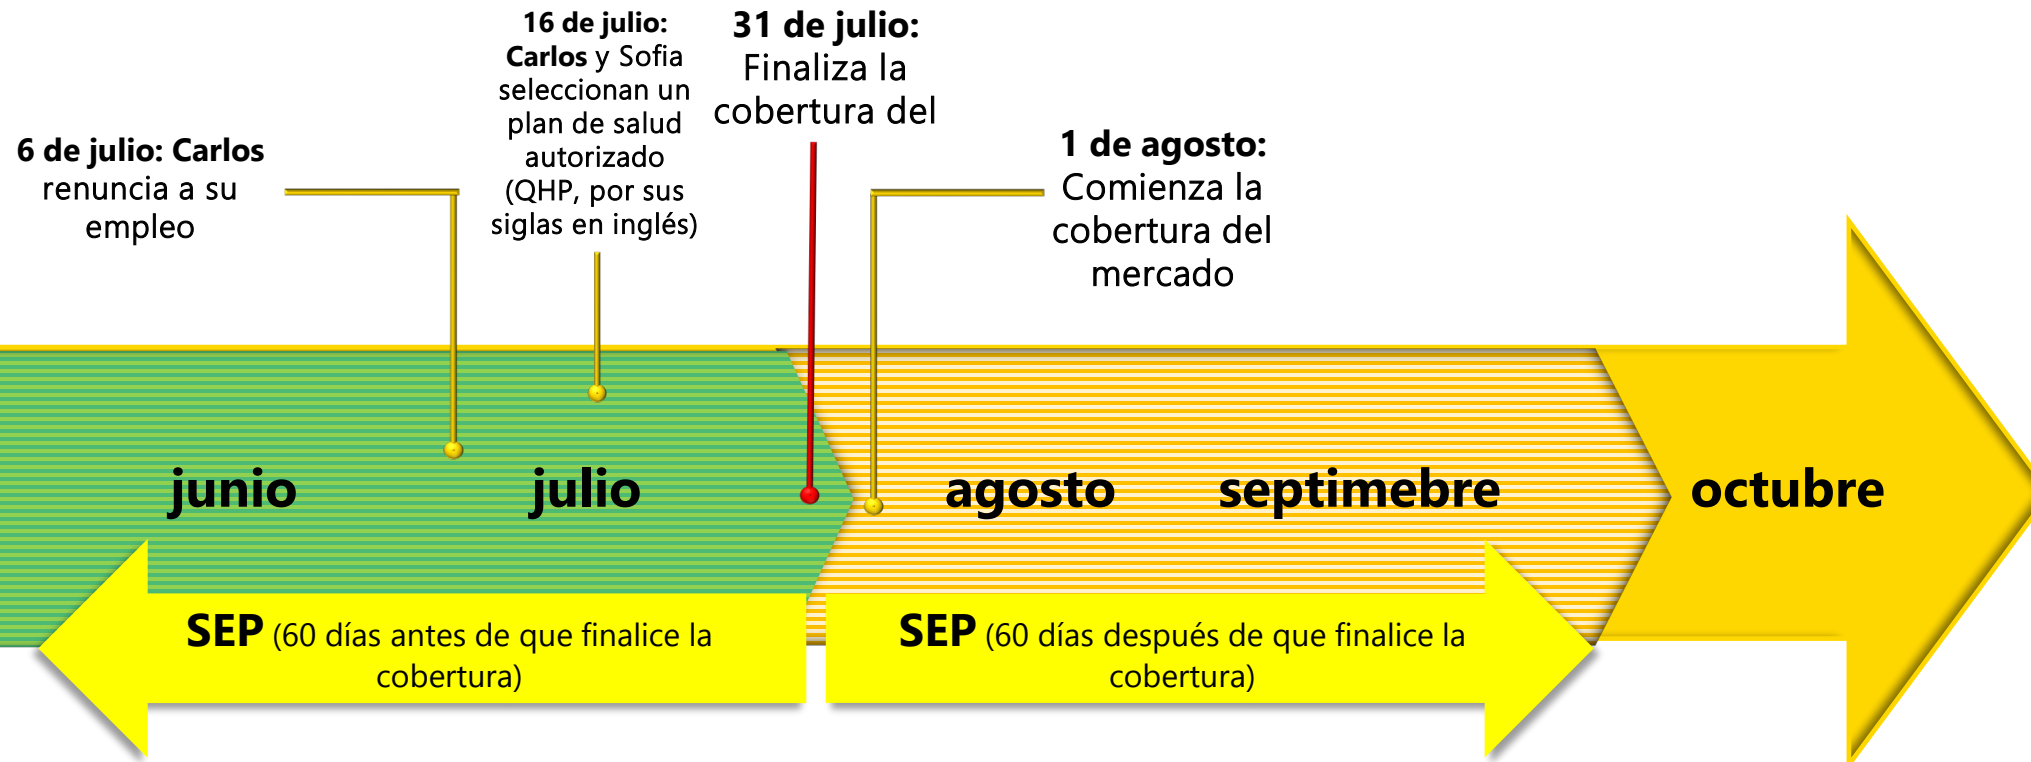 6 de julio: Carlos
renuncia a su
empleo
16 de julio:
Carlos y Sofia
seleccionan un
plan de salud
autorizado
(QHP, por sus
siglas en inglés)
31 de julio:
Finaliza la
cobertura del
1 de agosto:
Comienza la
cobertura del
mercado
junio
julio
agosto
septimebre
octubre
SEP (60 días antes de que finalice la
cobertura)
SEP (60 días después de que finalice la
cobertura)